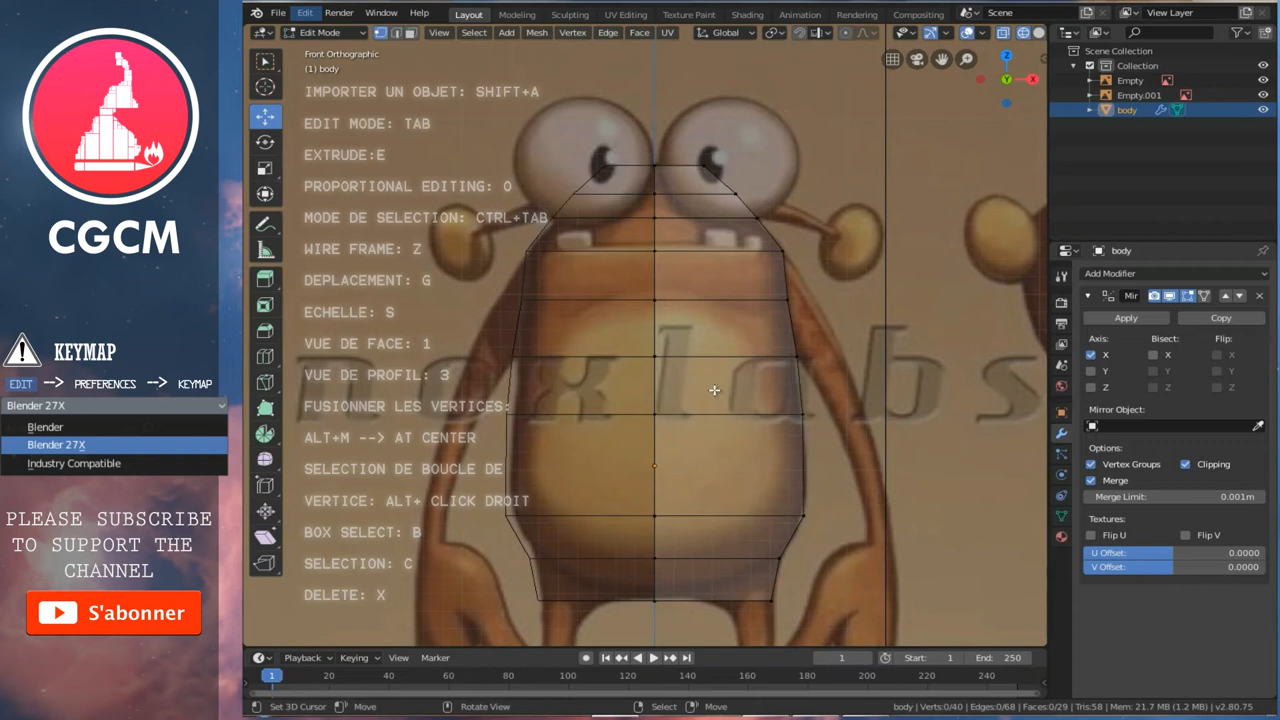 Edit
Render
Window
Help
Layout
Modeling
Sculpting
UV Editing
Texture Paint
Shading
Animation
Rendering
Compositing
Scene
View Layer
Edit Mode
View
Select
Add
Mesh
Vertex
Edge
Face
UV
Global
Front Orthographic
(1) body
IMPORTER UN OBJET: SHIFT+A
EDIT MODE: TAB
EXTRUDE:E
PROPORTIONAL EDITING: O
MODE DE SELECTION: CTRL+TAB
WIRE FRAME: Z
DEPLACEMENT: G
ECHELLE: S
VUE DE FACE: 1
VUE DE PROFIL: 3
FUSIONNER LES VERTICES:
ALT+M --> AT CENTER
SELECTION DE BOUCLE DE
VERTICE: ALT+ CLICK DROIT
BOX SELECT: B
SELECTION: C
DELETE: X
Z
Y
X
CGCM
KEYMAP
EDIT --> PREFERENCES --> KEYMAP
Blender 27X
Blender
Blender 27X
Industry Compatible
PLEASE SUBSCRIBE
TO SUPPORT THE
CHANNEL
S'abonner
Scene Collection
Collection
Empty
Empty.001
body
body
Add Modifier
Mir
Apply
Copy
Axis:
Bisect:
Flip:
X
X
X
Y
Y
Y
Z
Z
Z
Mirror Object:
Options:
Vertex Groups
Clipping
Merge
Merge Limit: 0.001m
Textures:
Flip U
Flip V
U Offset: 0.0000
V Offset: 0.0000
Playback
Keying
View
Marker
1
Start: 1
End: 250
1
20
40
60
80
100
120
140
160
180
200
220
240
Set 3D Cursor
Move
Rotate View
Select
Move
body | Verts:0/40 | Edges:0/68 | Faces:0/29 | Tris:58 | Mem: 21.7 MB (1.2 MB) | v2.80.75